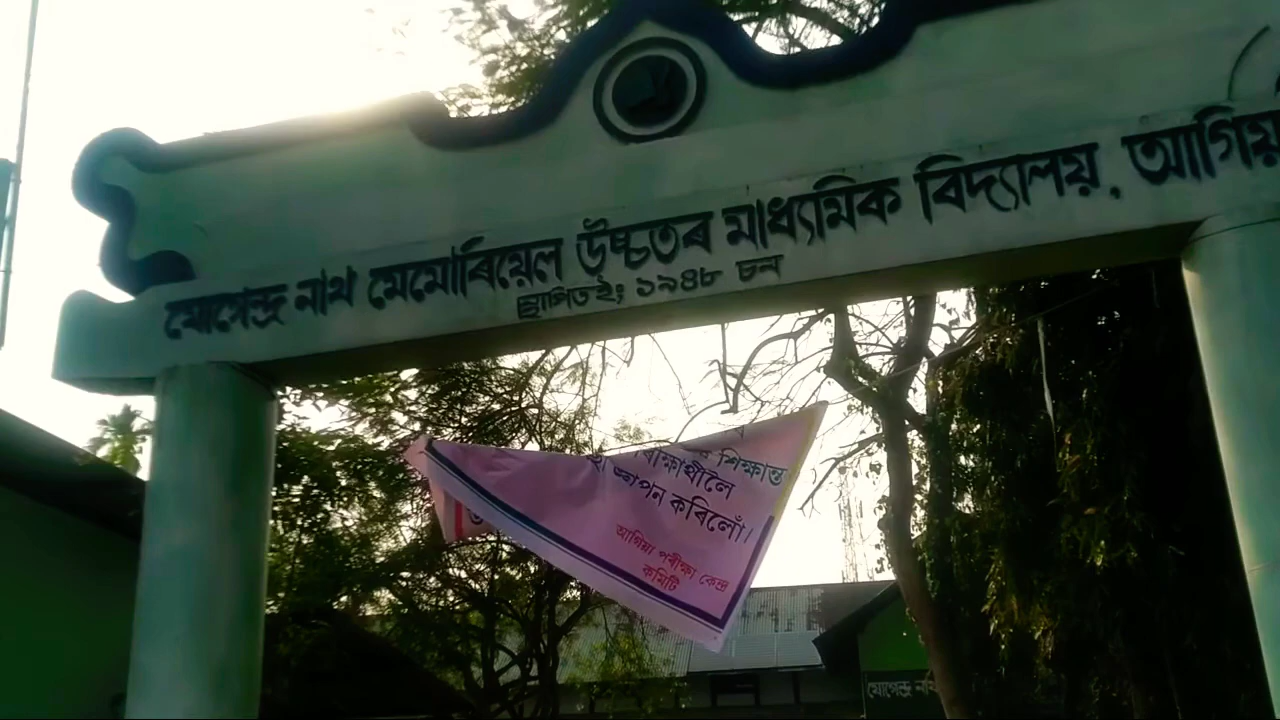 যোগেন্দ্ৰ নাথ মেমোৰিয়েল উচ্চতৰ মাধ্যমিক বিদ্যালয়, আগিয়া
স্থাপিত ইং ১৯৪৮ চন
শিক্ষান্ত
জ্ঞাপন কৰিলোঁ।
আগিয়া পৰীক্ষা কেন্দ্ৰ
কমিটি
যোগেন্দ্ৰ নাথ